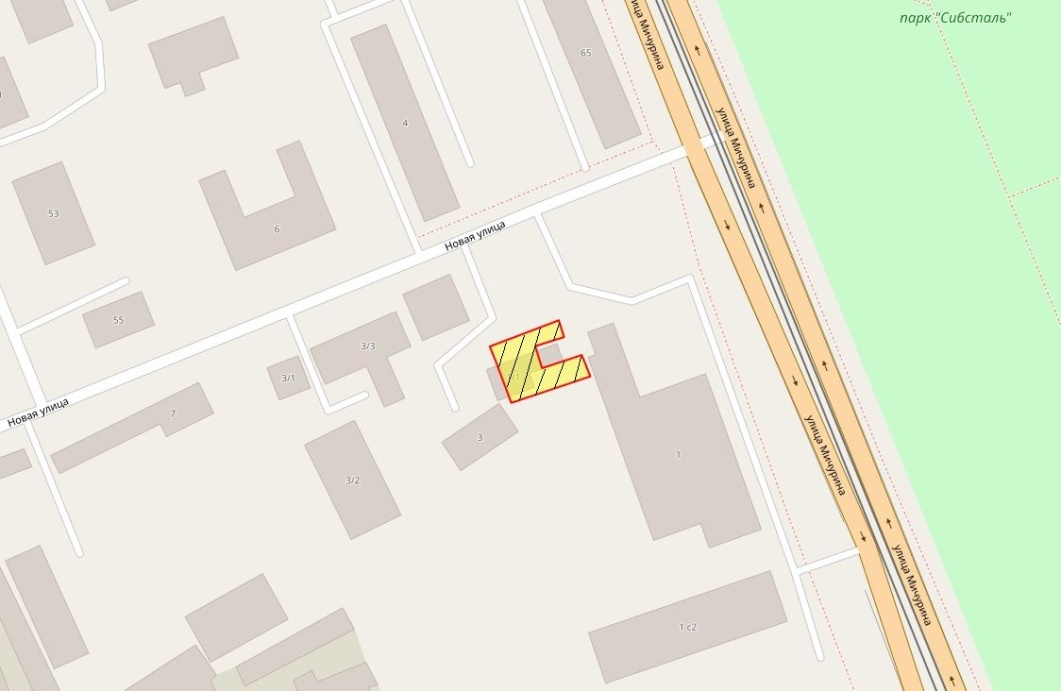 парк "Сибсталь"
ица Мичурина
65
улица Мичурина
4
53
6
Новая улица
55
3/3
3/1
Новая улица
7
3
1
3/2
улица Мичурина
улица Мичурина
1 с2